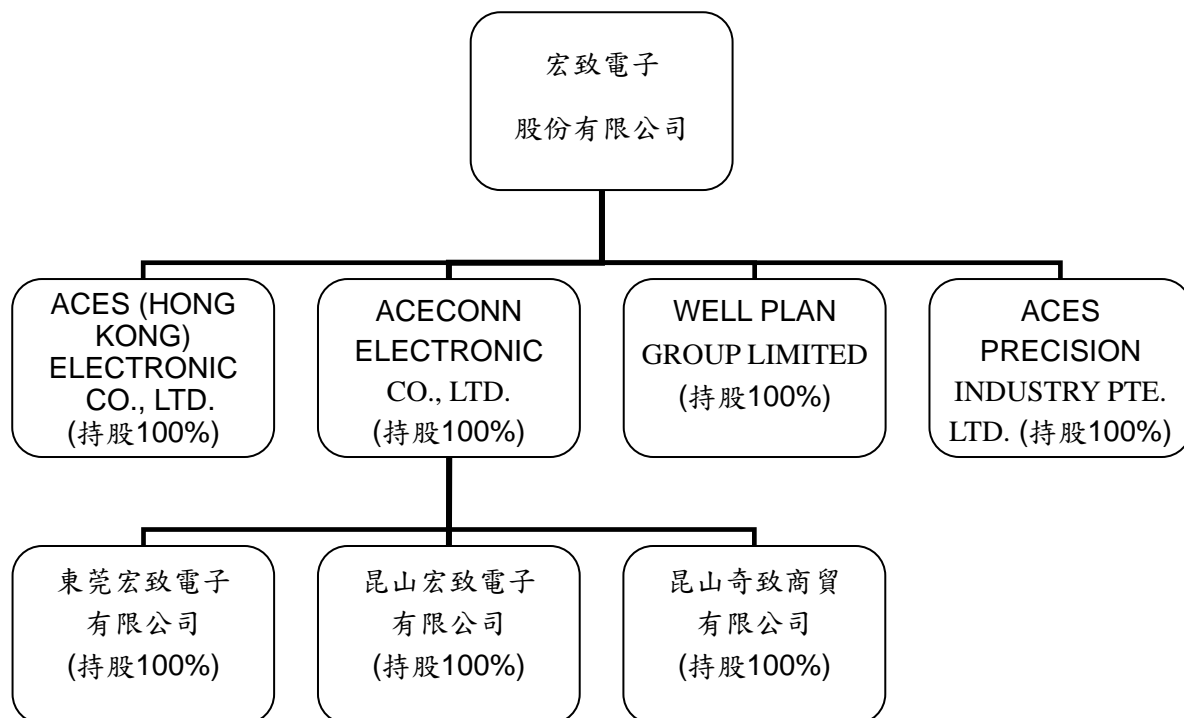 宏致電子
股份有限公司
ACES (HONG
KONG)
ELECTRONIC
CO., LTD.
(持股100%)
ACECONN
ELECTRONIC
CO., LTD.
(持股100%)
WELL PLAN
GROUP LIMITED
(持股100%)
ACES
PRECISION
INDUSTRY PTE.
LTD. (持股100%)
東莞宏致電子
有限公司
(持股100%)
昆山宏致電子
有限公司
(持股100%)
昆山奇致商貿
有限公司
(持股100%)